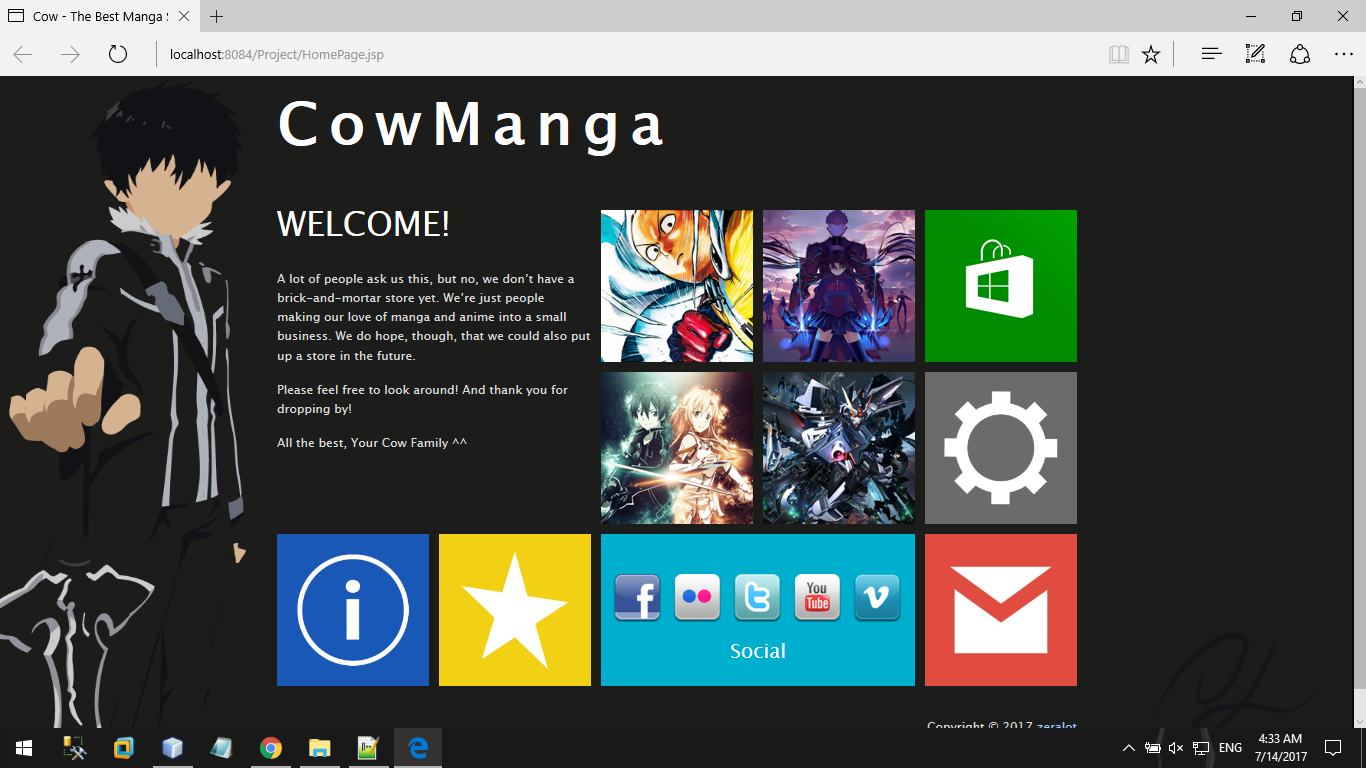 Cow - The Best Manga S
localhost:8084/Project/HomePage.jsp
CowManga
WELCOME!
A lot of people ask us this, but no, we don't have a
brick-and-mortar store yet. We're just people
making our love of manga and anime into a small
business. We do hope, though, that we could also put
up a store in the future.
Please feel free to look around! And thank you for
dropping by!
All the best, Your Cow Family ^^
You
Tube
Social
Copyright © 2017 zeralot
ENG
4:33 AM
7/14/2017